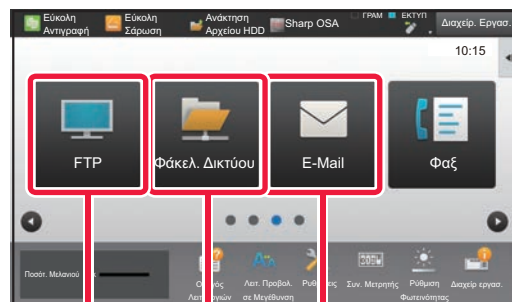 Εύκολη
Αντιγραφή
Εύκολη
Σάρωση
Ανάκτηση
Αρχείου HDD
Sharp OSA
ΓΡΑΜ
ΕΚΤΥΠ
Διαχείρ. Εργασ.
10:15
FTP
Φάκελ. Δικτύου
E-Mail
Φαξ
Ποσότ. Μελανιού
Λειτ. Προβολ.
σε Μεγέθυνση
Συν. Μετρητής
Ρύθμιση
Φωτεινότητας
Διαχείρ εργασ.